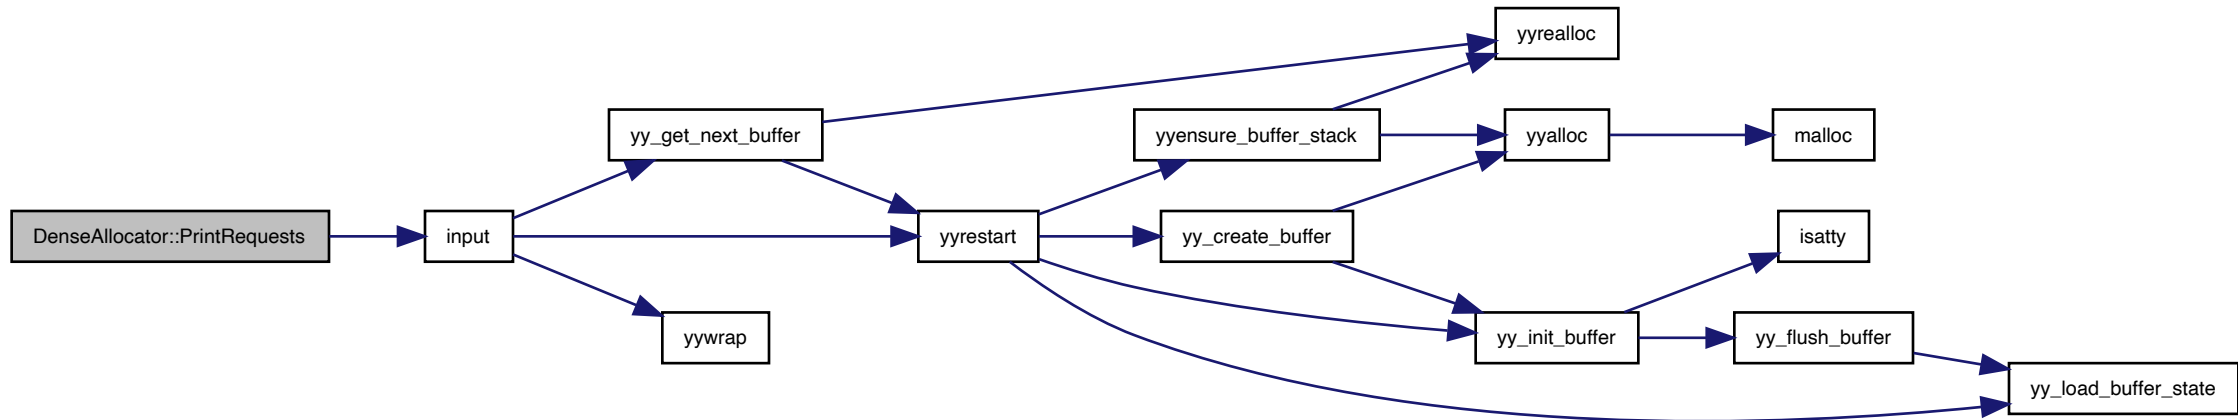 yyrealloc
yy_get_next_buffer
yyensure_buffer_stack
yyalloc
malloc
DenseAllocator::PrintRequests
input
yyrestart
yy_create_buffer
isatty
yywrap
yy_init_buffer
yy_flush_buffer
yy_load_buffer_state